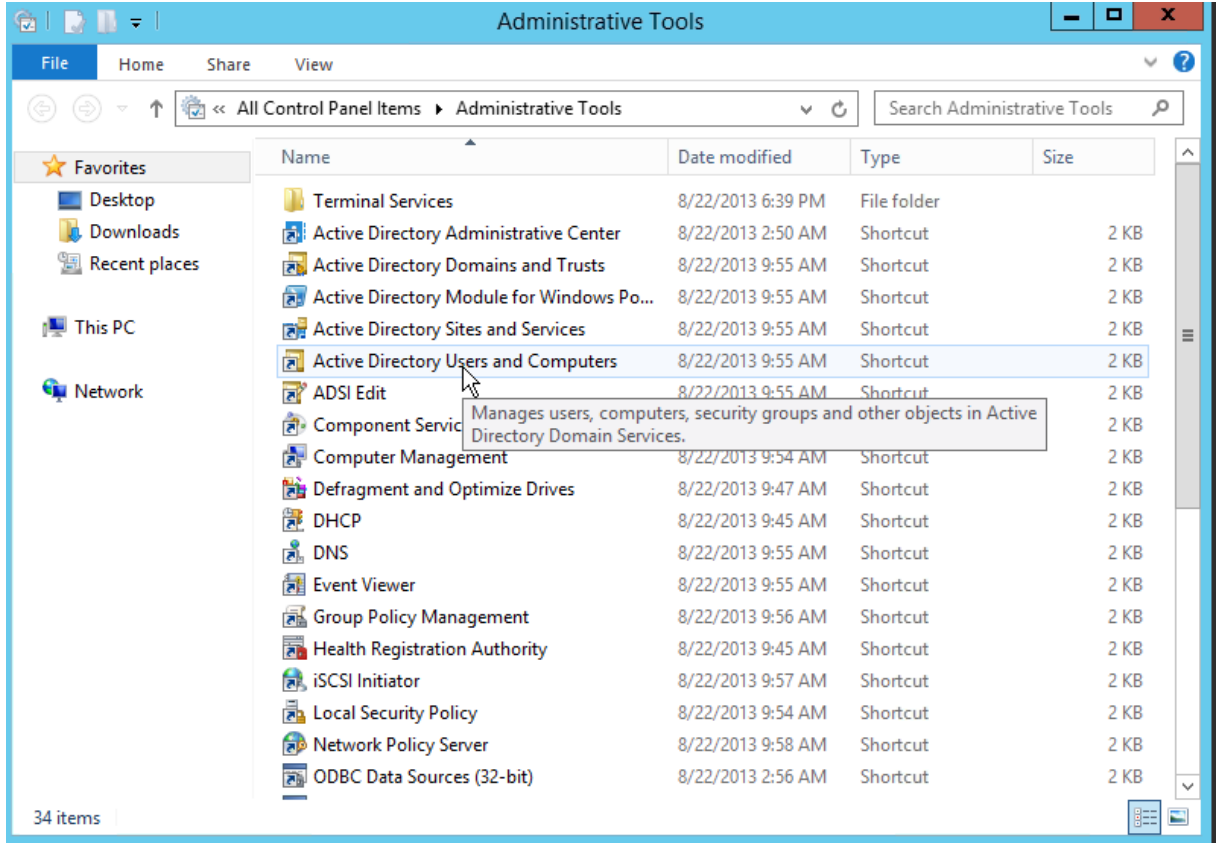 Administrative Tools
File Home Share View
« All Control Panel Items Administrative Tools Search Administrative Tools
Name Date modified Type Size
Favorites
Desktop
Downloads
Recent places
This PC
Network
Terminal Services 8/22/2013 6:39 PM File folder
Active Directory Administrative Center 8/22/2013 2:50 AM Shortcut 2 KB
Active Directory Domains and Trusts 8/22/2013 9:55 AM Shortcut 2 KB
Active Directory Module for Windows Po... 8/22/2013 9:55 AM Shortcut 2 KB
Active Directory Sites and Services 8/22/2013 9:55 AM Shortcut 2 KB
Active Directory Users and Computers 8/22/2013 9:55 AM Shortcut 2 KB
ADSI Edit 8/22/2013 9:55 AM Shortcut 2 KB
Manages users, computers, security groups and other objects in Active
Directory Domain Services.
Component Servic 2 KB
Computer Management 8/22/2013 9:54 AM Shortcut 2 KB
Defragment and Optimize Drives 8/22/2013 9:47 AM Shortcut 2 KB
DHCP 8/22/2013 9:45 AM Shortcut 2 KB
DNS 8/22/2013 9:55 AM Shortcut 2 KB
Event Viewer 8/22/2013 9:55 AM Shortcut 2 KB
Group Policy Management 8/22/2013 9:56 AM Shortcut 2 KB
Health Registration Authority 8/22/2013 9:45 AM Shortcut 2 KB
iSCSI Initiator 8/22/2013 9:57 AM Shortcut 2 KB
Local Security Policy 8/22/2013 9:54 AM Shortcut 2 KB
Network Policy Server 8/22/2013 9:58 AM Shortcut 2 KB
ODBC Data Sources (32-bit) 8/22/2013 2:56 AM Shortcut 2 KB
34 items